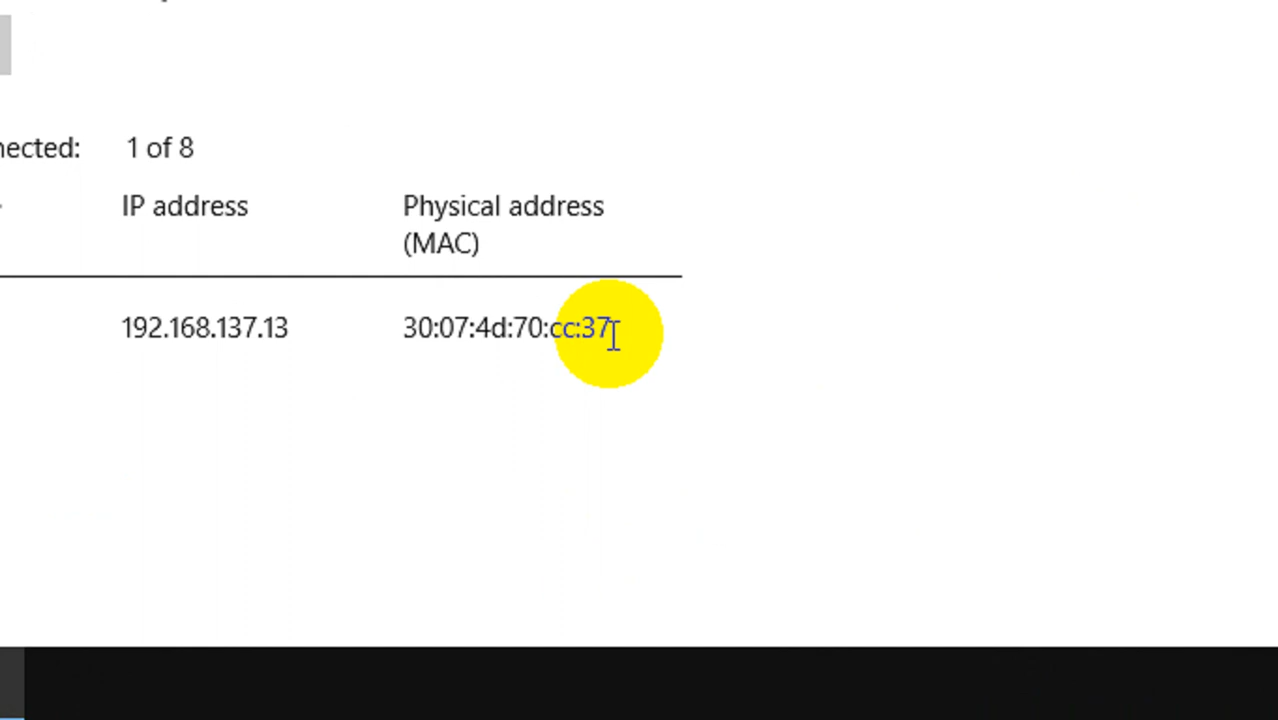 nected: 1 of 8
IP address Physical address
(MAC)
192.168.137.13 30:07:4d:70:cc:37